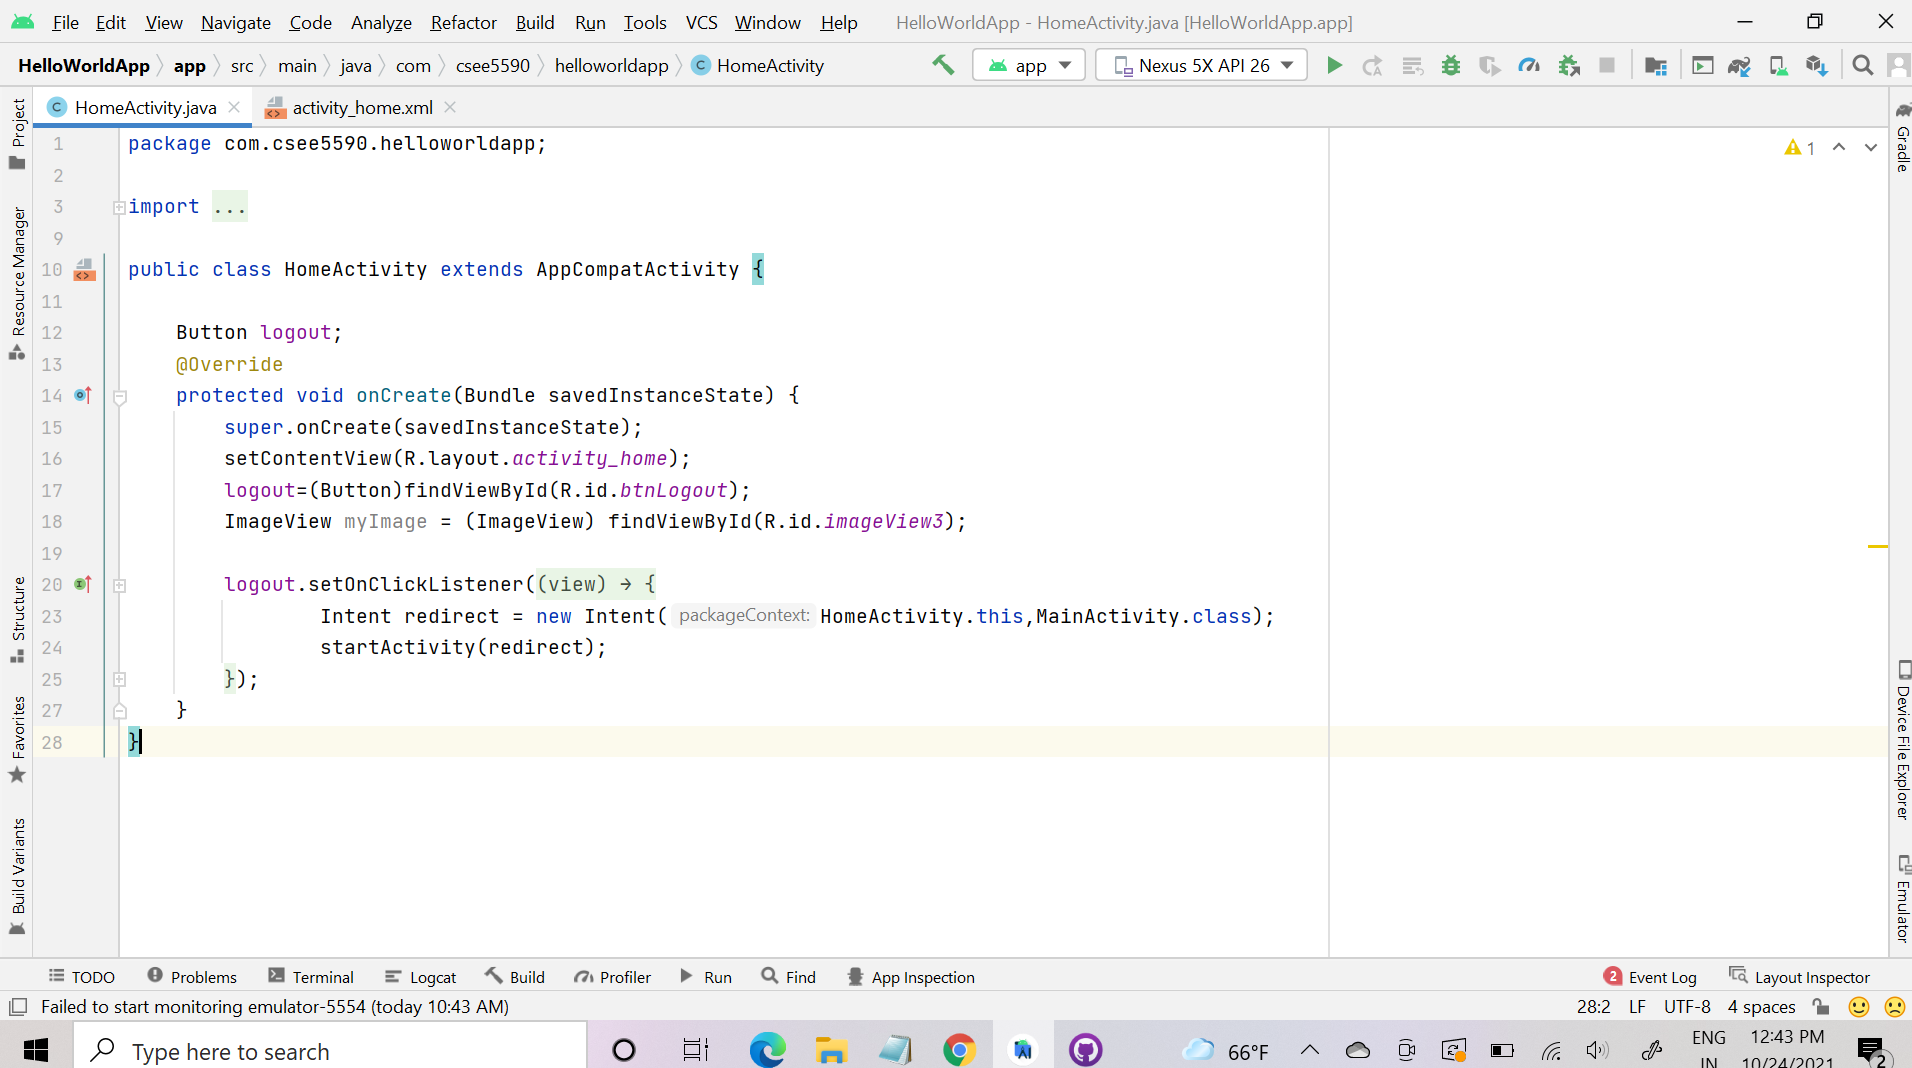 File Edit View Navigate Code Analyze Refactor Build Run Tools VCS Window Help HelloWorldApp - HomeActivity.java [HelloWorldApp.app]
HelloWorldApp app src main java com csee5590 helloworldapp C HomeActivity app Nexus 5X API 26
C HomeActivity.java activity_home.xml
Project
Resource Manager
Structure
Favorites
Build Variants
1 package com.csee5590.helloworldapp; 1
2
3 import ...
9
10 public class HomeActivity extends AppCompatActivity {
11
12 Button logout;
13 @Override
14 protected void onCreate(Bundle savedInstanceState) {
15 super.onCreate(savedInstanceState);
16 setContentView(R.layout.activity_home);
17 logout=(Button)findViewById(R.id.btnLogout);
18 ImageView myImage = (ImageView) findViewById(R.id.imageView3);
19
20 logout.setOnClickListener((view) → {
23 Intent redirect = new Intent( packageContext: HomeActivity.this,MainActivity.class);
24 startActivity(redirect);
25 });
27 }
28 }
Gradle
Device File Explorer
Emulator
TODO Problems Terminal Logcat Build Profiler Run Find App Inspection 2 Event Log Layout Inspector
Failed to start monitoring emulator-5554 (today 10:43 AM) 28:2 LF UTF-8 4 spaces
Type here to search 66°F ENG 12:43 PM
IN 10/24/2021 2